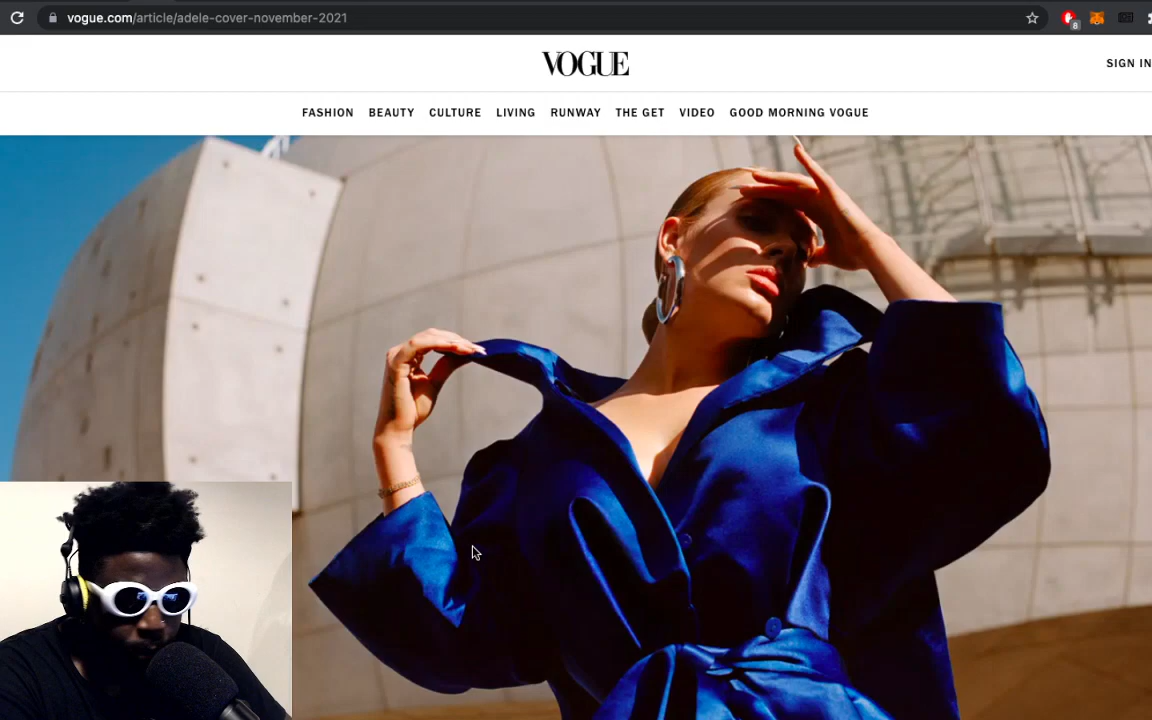 vogue.com/article/adele-cover-november-2021
8
VOGUE
SIGN IN
FASHION BEAUTY CULTURE LIVING RUNWAY THE GET VIDEO GOOD MORNING VOGUE